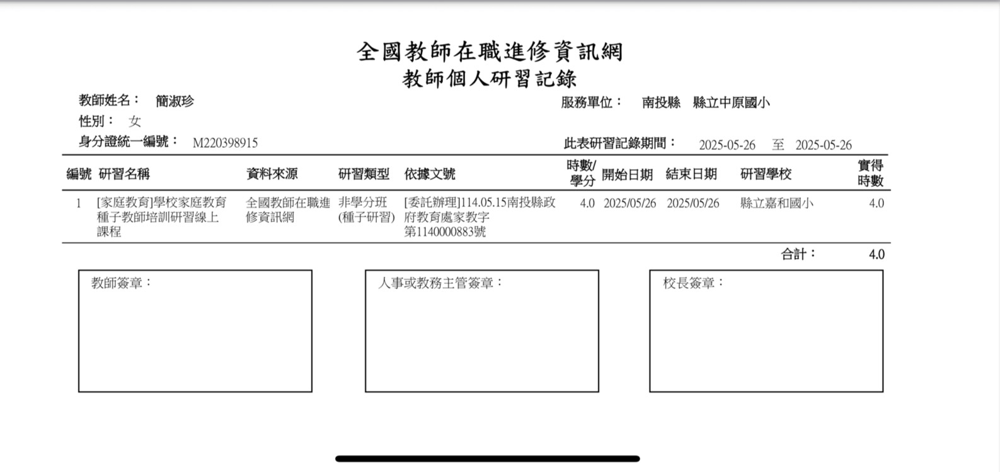 全國教師在職進修資訊網
教師個人研習記錄
教師姓名： 簡淑珍 服務單位： 南投縣 縣立中原國小
性別： 女
身分證統一編號： M220398915 此表研習記錄期間： 2025-05-26 至 2025-05-26
編號 研習名稱 資料來源 研習類型 依據文號 時數/學分 開始日期 結束日期 研習學校 實得時數
1 [家庭教育]學校家庭教育 全國教師在職進 非學分班 [委託辦理]114.05.15南投縣政 4.0 2025/05/26 2025/05/26 縣立嘉和國小 4.0
種子教師培訓研習線上 修資訊網 (種子研習) 府教育處家教字
課程 第1140000883號
合計： 4.0
教師簽章： 人事或教務主管簽章： 校長簽章：